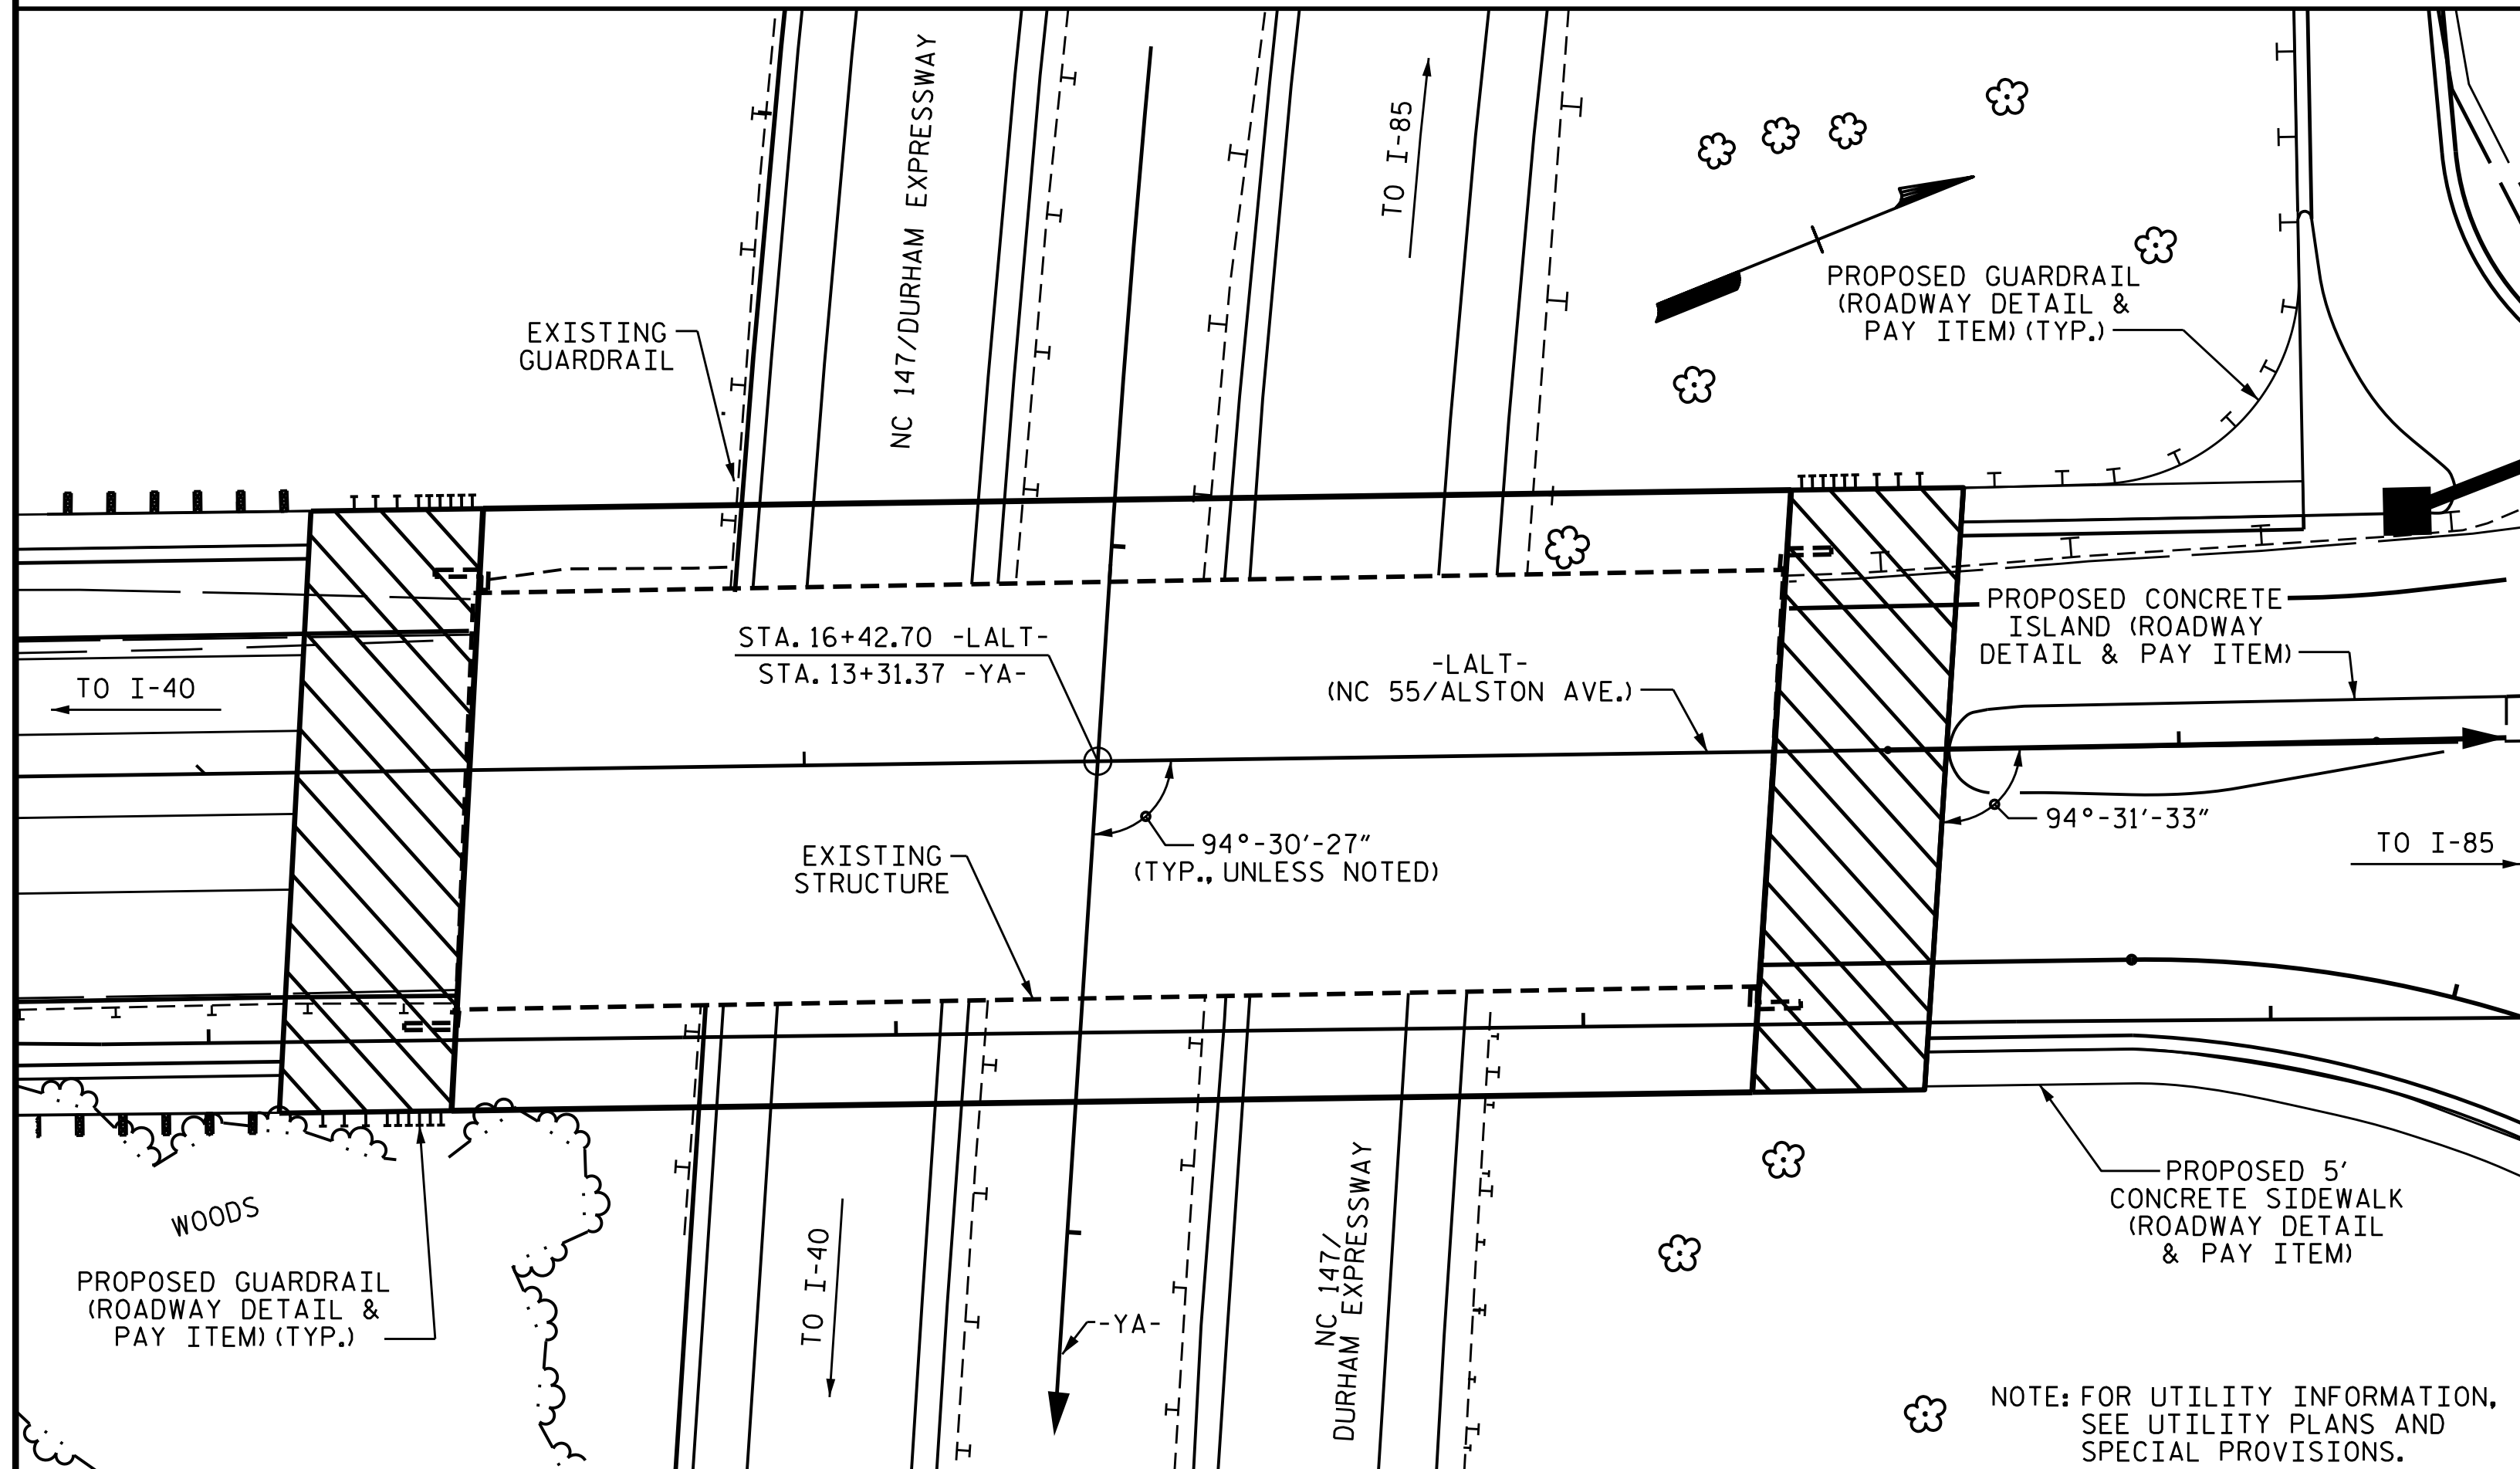 NC 147/DURHAM EXPRESSWAY
TO I-85
EXISTING
GUARDRAIL
PROPOSED GUARDRAIL
(ROADWAY DETAIL &
PAY ITEM) (TYP.)
STA. 16+42.70 -LALT-
STA. 13+31.37 -YA-
-LALT-
(NC 55/ALSTON AVE.)
PROPOSED CONCRETE
ISLAND (ROADWAY
DETAIL & PAY ITEM)
TO I-40
94°-30'-27"
(TYP., UNLESS NOTED)
94°-31'-33"
TO I-85
EXISTING
STRUCTURE
WOODS
PROPOSED GUARDRAIL
(ROADWAY DETAIL &
PAY ITEM) (TYP.)
TO I-40
-YA-
NC 147/
DURHAM EXPRESSWAY
PROPOSED 5'
CONCRETE SIDEWALK
(ROADWAY DETAIL
& PAY ITEM)
NOTE: FOR UTILITY INFORMATION,
SEE UTILITY PLANS AND
SPECIAL PROVISIONS.